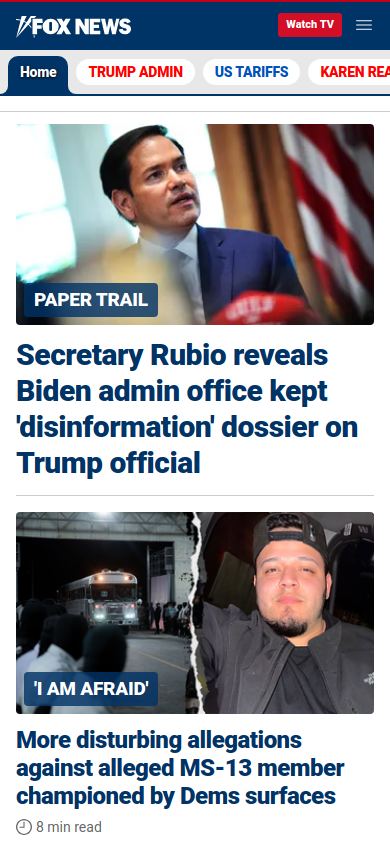 FOX NEWS
Watch TV
Home
TRUMP ADMIN
US TARIFFS
KAREN REA
PAPER TRAIL
Secretary Rubio reveals
Biden admin office kept
'disinformation' dossier on
Trump official
'I AM AFRAID'
More disturbing allegations
against alleged MS-13 member
championed by Dems surfaces
8 min read